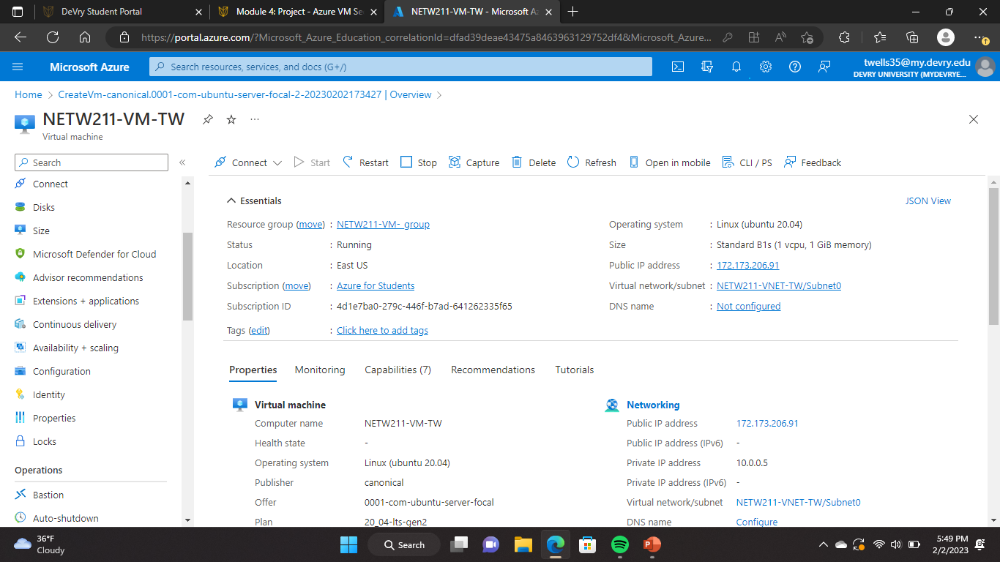 DeVry Student Portal
Module 4: Project - Azure VM Se
NETW211-VM-TW - Microsoft Az
https://portal.azure.com/?Microsoft_Azure_Education_correlationId=dfad39deae43475a8463963129752df4&Microsoft_Azure...
Microsoft Azure
Search resources, services, and docs (G+/)
twells35@my.devry.edu
DEVRY UNIVERSITY (MYDEVRYE...
Home > CreateVm-canonical.0001-com-ubuntu-server-focal-2-20230202173427 | Overview >
NETW211-VM-TW
Virtual machine
Search
Connect
Disks
Size
Microsoft Defender for Cloud
Advisor recommendations
Extensions + applications
Continuous delivery
Availability + scaling
Configuration
Identity
Properties
Locks
Operations
Bastion
Auto-shutdown
Connect Start Restart Stop Capture Delete Refresh Open in mobile CLI / PS Feedback
Essentials
JSON View
Resource group (move) : NETW211-VM-_group
Status : Running
Location : East US
Subscription (move) : Azure for Students
Subscription ID : 4d1e7ba0-279c-446f-b7ad-641262335f65
Tags (edit) : Click here to add tags
Operating system : Linux (ubuntu 20.04)
Size : Standard B1s (1 vcpu, 1 GiB memory)
Public IP address : 172.173.206.91
Virtual network/subnet : NETW211-VNET-TW/Subnet0
DNS name : Not configured
Properties Monitoring Capabilities (7) Recommendations Tutorials
Virtual machine
Computer name NETW211-VM-TW
Health state -
Operating system Linux (ubuntu 20.04)
Publisher canonical
Offer 0001-com-ubuntu-server-focal
Plan 20_04-lts-gen2
Networking
Public IP address 172.173.206.91
Public IP address (IPv6) -
Private IP address 10.0.0.5
Private IP address (IPv6) -
Virtual network/subnet NETW211-VNET-TW/Subnet0
DNS name Configure
36°F
Cloudy
Search
5:49 PM
2/2/2023